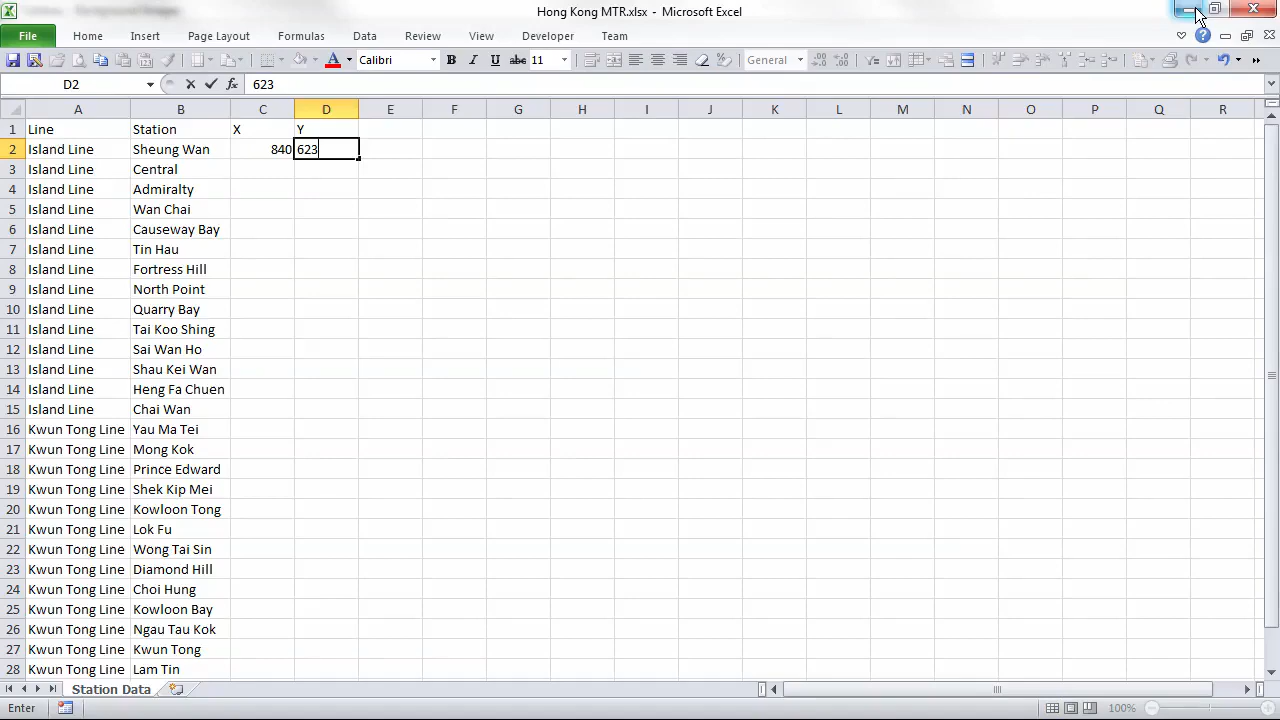 Hong Kong MTR.xlsx - Microsoft Excel
File Home Insert Page Layout Formulas Data Review View Developer Team
Calibri B I U abc 11 General
D2 fx 623
A B C D E F G H I J K L M N O P Q R
1 Line Station X Y
2 Island Line Sheung Wan 840 623
3 Island Line Central
4 Island Line Admiralty
5 Island Line Wan Chai
6 Island Line Causeway Bay
7 Island Line Tin Hau
8 Island Line Fortress Hill
9 Island Line North Point
10 Island Line Quarry Bay
11 Island Line Tai Koo Shing
12 Island Line Sai Wan Ho
13 Island Line Shau Kei Wan
14 Island Line Heng Fa Chuen
15 Island Line Chai Wan
16 Kwun Tong Line Yau Ma Tei
17 Kwun Tong Line Mong Kok
18 Kwun Tong Line Prince Edward
19 Kwun Tong Line Shek Kip Mei
20 Kwun Tong Line Kowloon Tong
21 Kwun Tong Line Lok Fu
22 Kwun Tong Line Wong Tai Sin
23 Kwun Tong Line Diamond Hill
24 Kwun Tong Line Choi Hung
25 Kwun Tong Line Kowloon Bay
26 Kwun Tong Line Ngau Tau Kok
27 Kwun Tong Line Kwun Tong
28 Kwun Tong Line Lam Tin
Station Data
Enter 100%